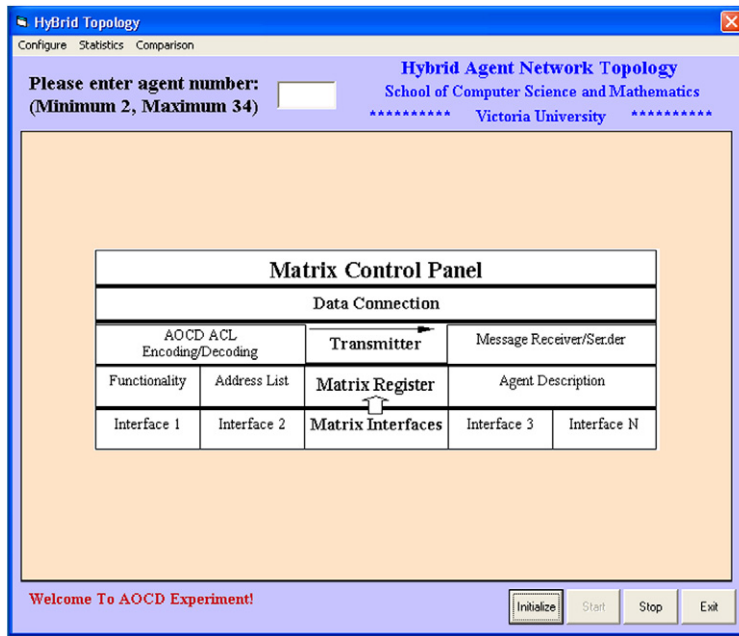 HyBrid Topology
Configure Statistics Comparison
Please enter agent number:
(Minimum 2, Maximum 34)
Hybrid Agent Network Topology
School of Computer Science and Mathematics
********** Victoria University **********
Matrix Control Panel
Data Connection
AOCD ACL
Encoding/Decoding
Transmitter
Message Receiver/Sender
Functionality Address List Matrix Register Agent Description
Interface 1 Interface 2 Matrix Interfaces Interface 3 Interface N
Welcome To AOCD Experiment!
Initialize Start Stop Exit